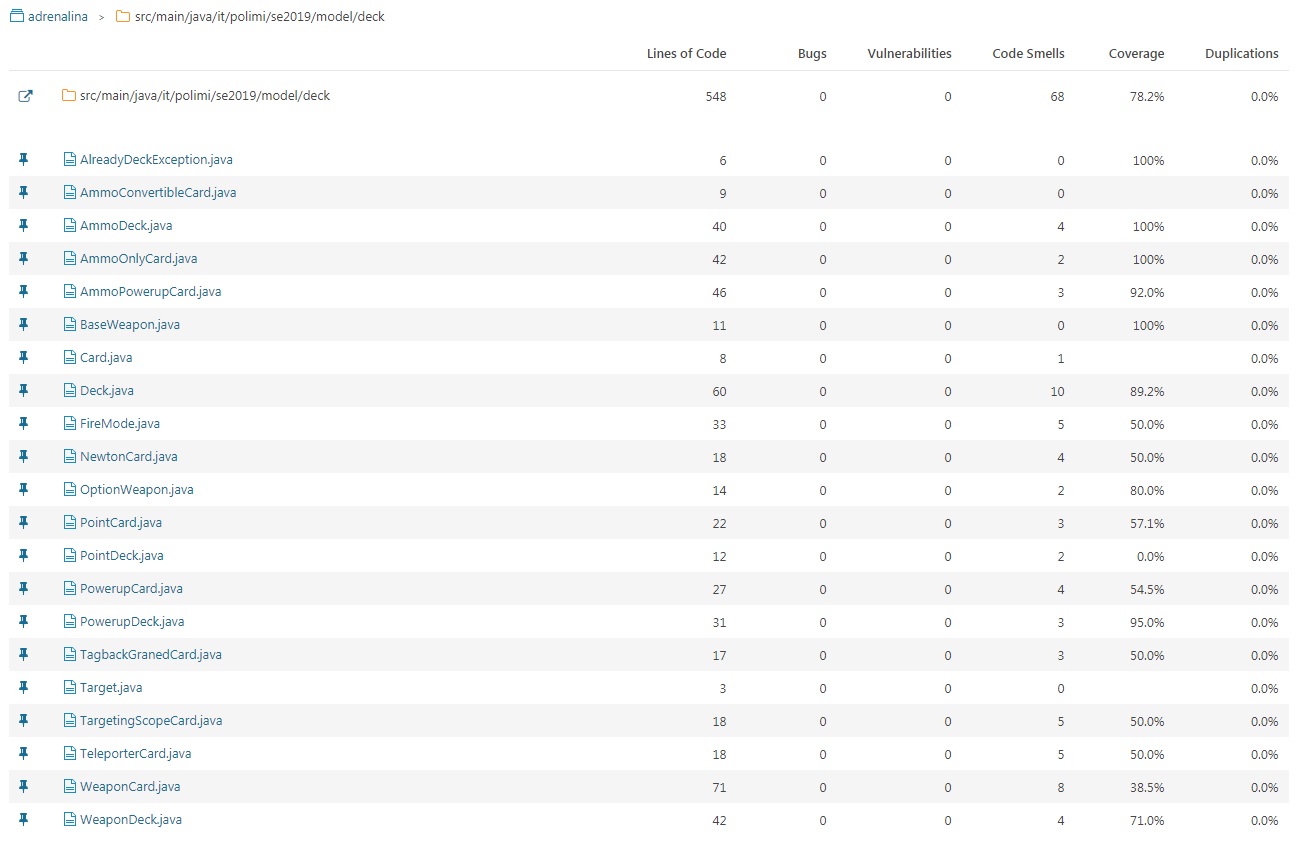 adrenalina > src/main/java/it/polimi/se2019/model/deck
Lines of Code Bugs Vulnerabilities Code Smells Coverage Duplications
src/main/java/it/polimi/se2019/model/deck 548 0 0 68 78.2% 0.0%
AlreadyDeckException.java 6 0 0 0 100% 0.0%
AmmoConvertibleCard.java 9 0 0 0 0.0%
AmmoDeck.java 40 0 0 4 100% 0.0%
AmmoOnlyCard.java 42 0 0 2 100% 0.0%
AmmoPowerupCard.java 46 0 0 3 92.0% 0.0%
BaseWeapon.java 11 0 0 0 100% 0.0%
Card.java 8 0 0 1 0.0%
Deck.java 60 0 0 10 89.2% 0.0%
FireMode.java 33 0 0 5 50.0% 0.0%
NewtonCard.java 18 0 0 4 50.0% 0.0%
OptionWeapon.java 14 0 0 2 80.0% 0.0%
PointCard.java 22 0 0 3 57.1% 0.0%
PointDeck.java 12 0 0 2 0.0% 0.0%
PowerupCard.java 27 0 0 4 54.5% 0.0%
PowerupDeck.java 31 0 0 3 95.0% 0.0%
TagbackGranedCard.java 17 0 0 3 50.0% 0.0%
Target.java 3 0 0 0 0.0%
TargetingScopeCard.java 18 0 0 5 50.0% 0.0%
TeleporterCard.java 18 0 0 5 50.0% 0.0%
WeaponCard.java 71 0 0 8 38.5% 0.0%
WeaponDeck.java 42 0 0 4 71.0% 0.0%